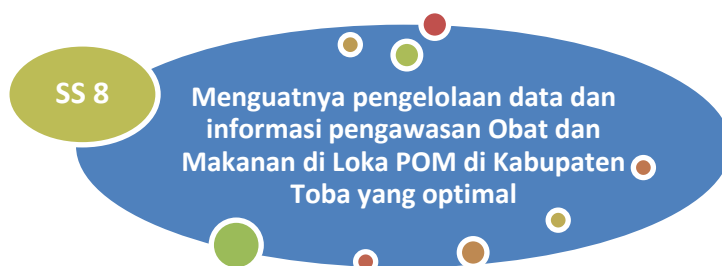 SS 8
Menguatnya pengelolaan data dan
informasi pengawasan Obat dan
Makanan di Loka POM di Kabupaten
Toba yang optimal